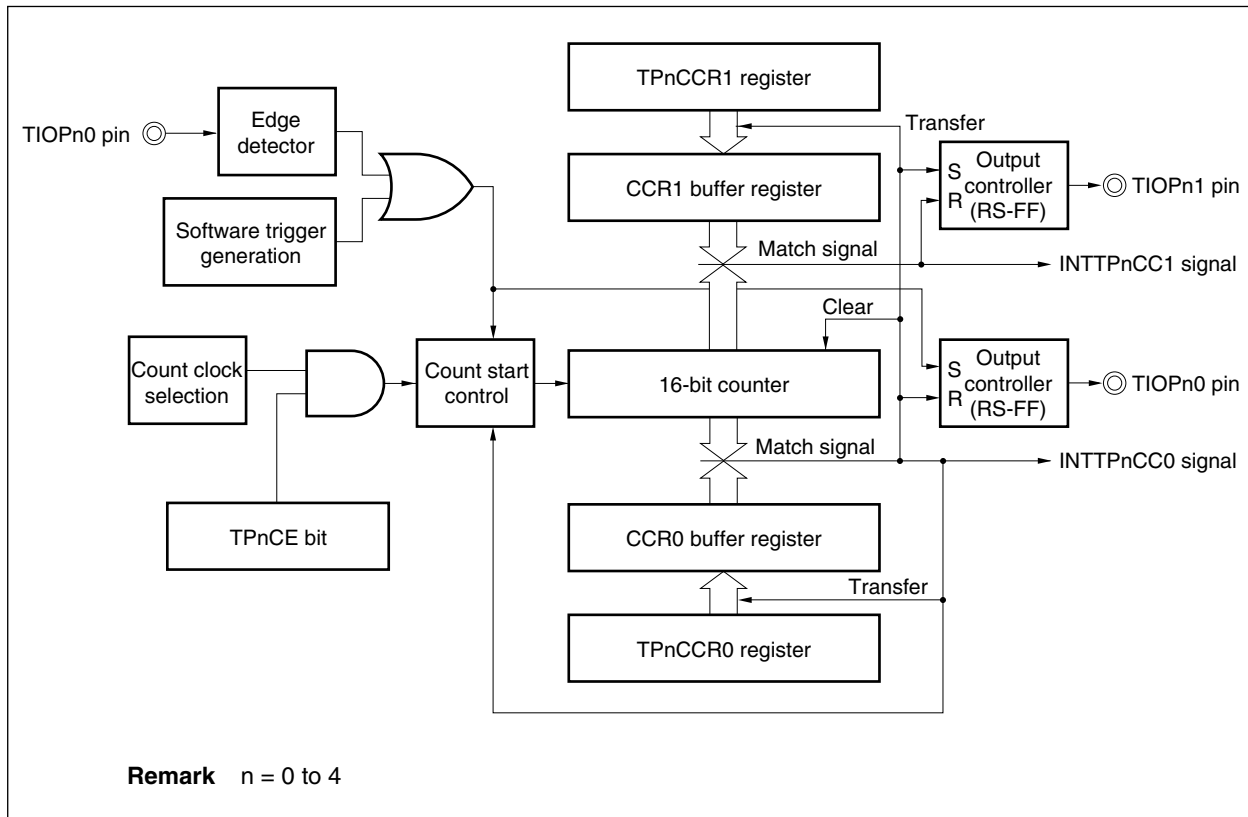 TPnCCR1 register
TIOPn0 pin
Edge
detector
Transfer
CCR1 buffer register
S
R
Output
controller
(RS-FF)
TIOPn1 pin
Software trigger
generation
Match signal
INTTPnCC1 signal
Clear
Count clock
selection
Count start
control
16-bit counter
S
R
Output
controller
(RS-FF)
TIOPn0 pin
Match signal
INTTPnCC0 signal
TPnCE bit
CCR0 buffer register
Transfer
TPnCCR0 register
Remark n = 0 to 4